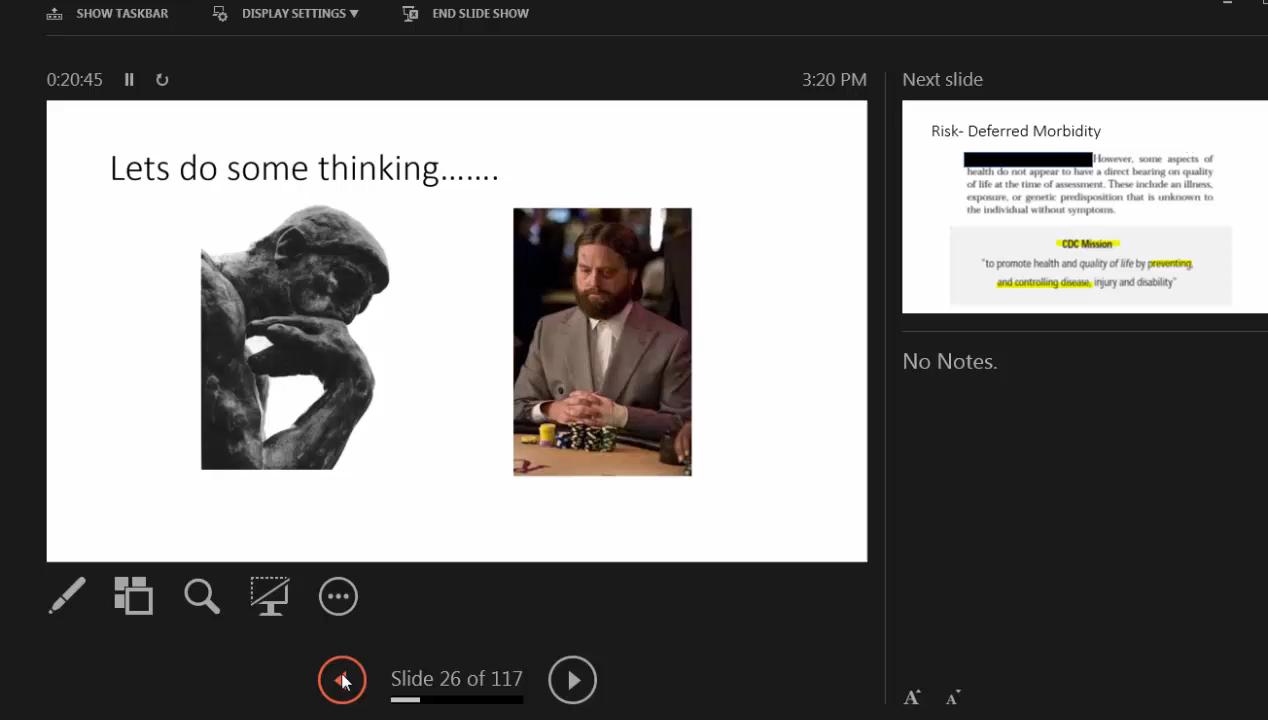 SHOW TASKBAR
DISPLAY SETTINGS
END SLIDE SHOW
0:20:45
3:20 PM
Lets do some thinking…….
Slide 26 of 117
Next slide
Risk- Deferred Morbidity
However, some aspects of
health do not appear to have a direct bearing on quality
of life at the time of assessment. These include an illness,
exposure, or genetic predisposition that is unknown to
the individual without symptoms.
CDC Mission
"to promote health and quality of life by preventing,
and controlling disease, injury and disability"
No Notes.
A A